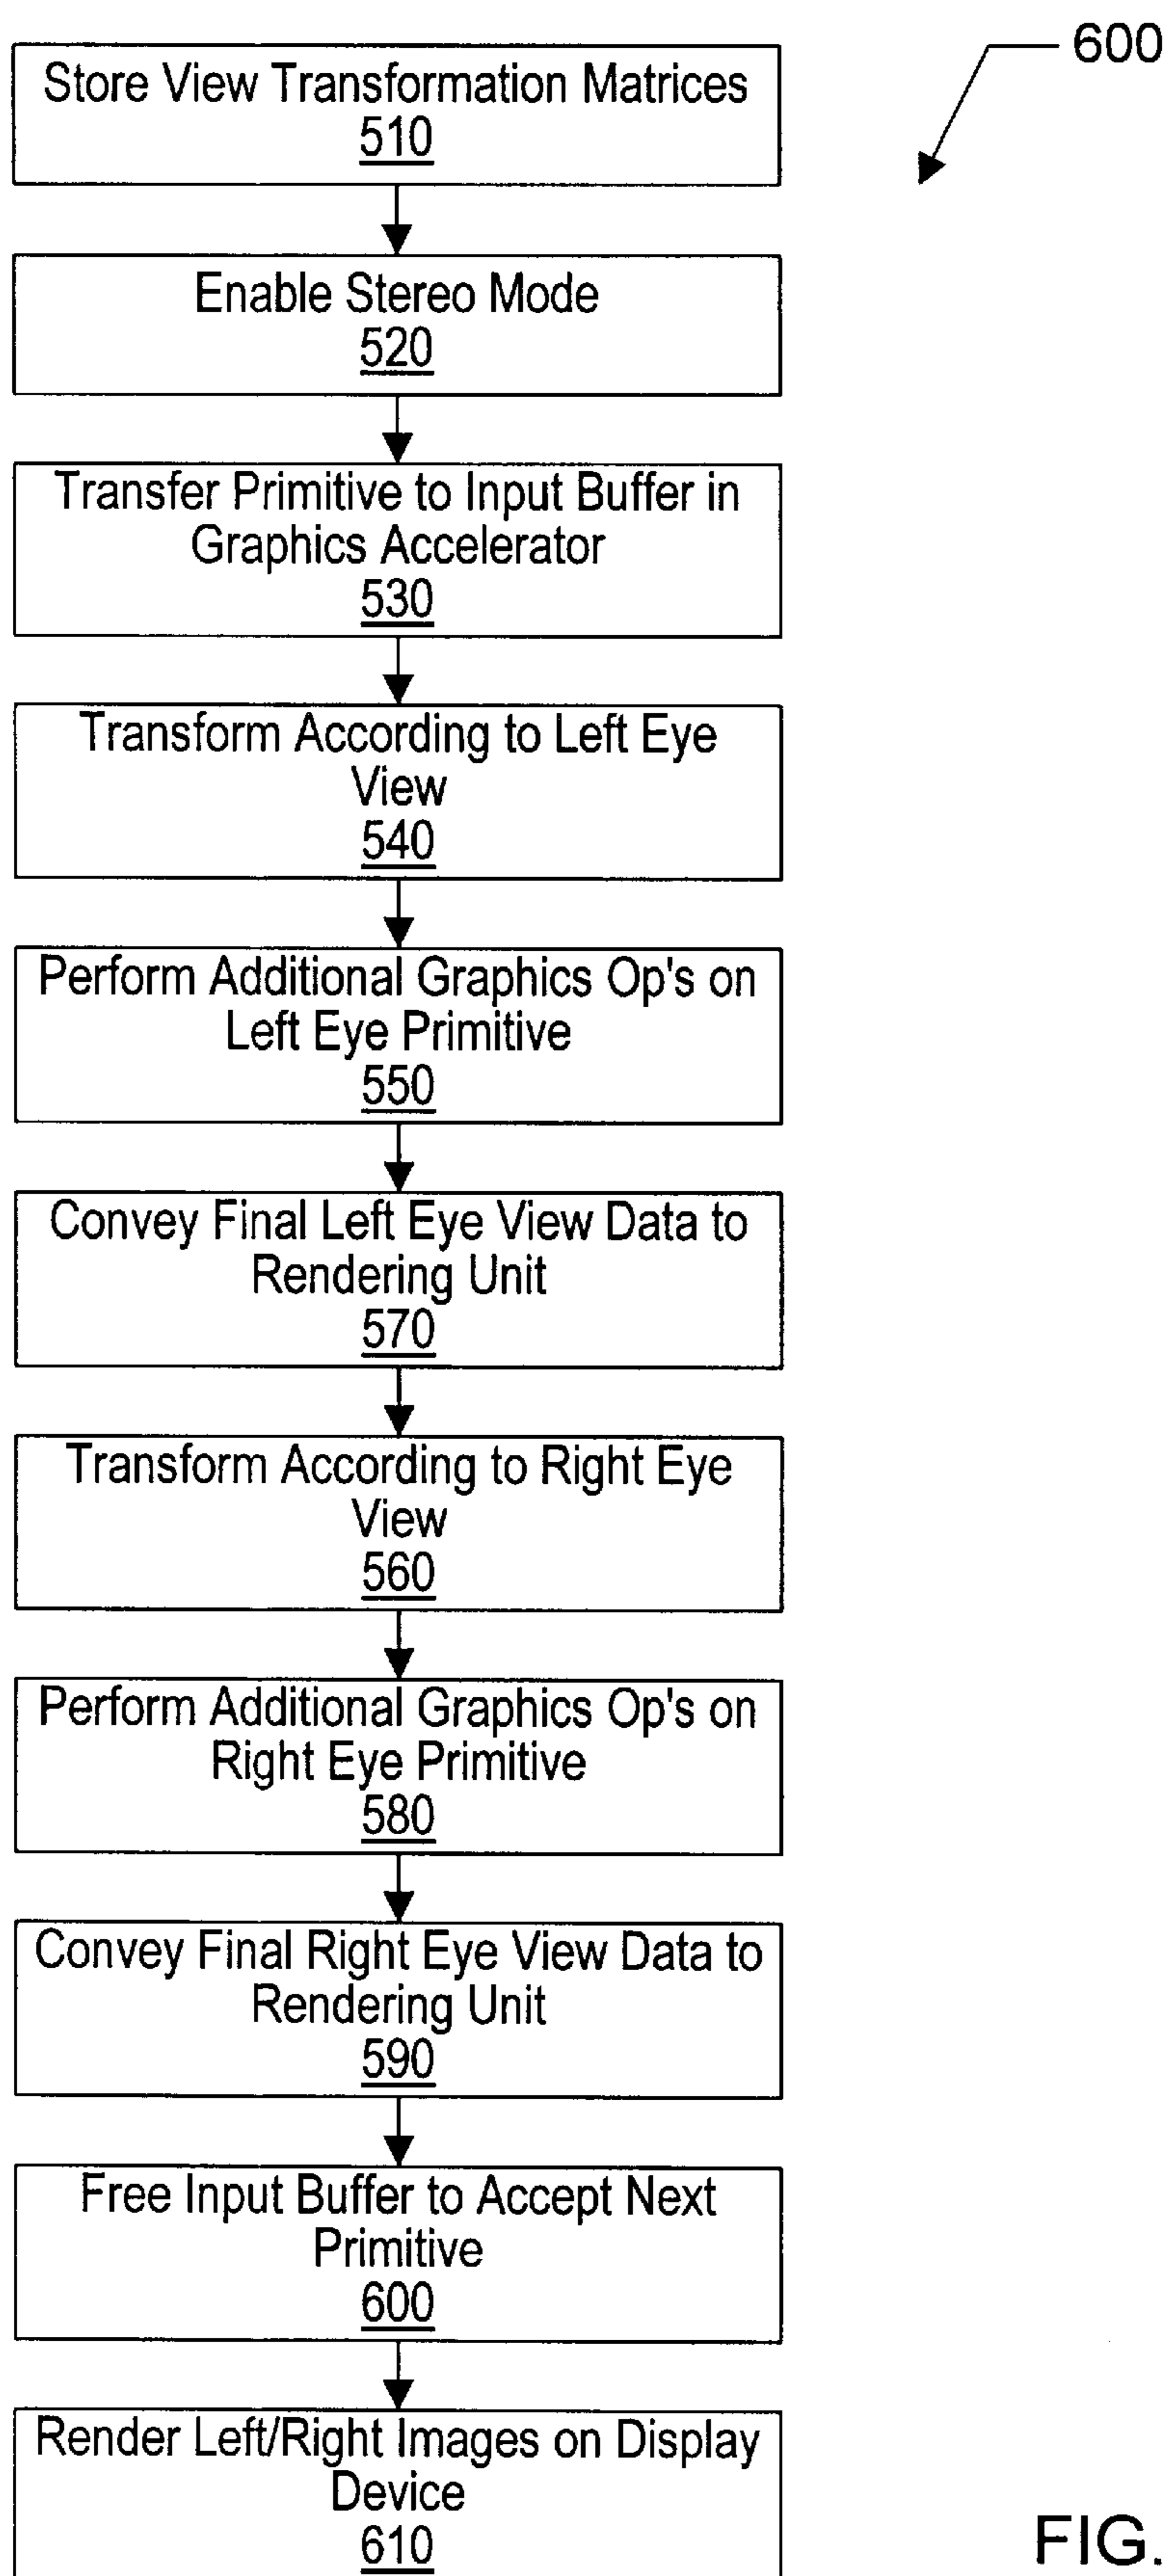 600
Store View Transformation Matrices
510
Enable Stereo Mode
520
Transfer Primitive to Input Buffer in
Graphics Accelerator
530
Transform According to Left Eye
View
540
Perform Additional Graphics Op's on
Left Eye Primitive
550
Convey Final Left Eye View Data to
Rendering Unit
570
Transform According to Right Eye
View
560
Perform Additional Graphics Op's on
Right Eye Primitive
580
Convey Final Right Eye View Data to
Rendering Unit
590
Free Input Buffer to Accept Next
Primitive
600
Render Left/Right Images on Display
Device
610
FIG.